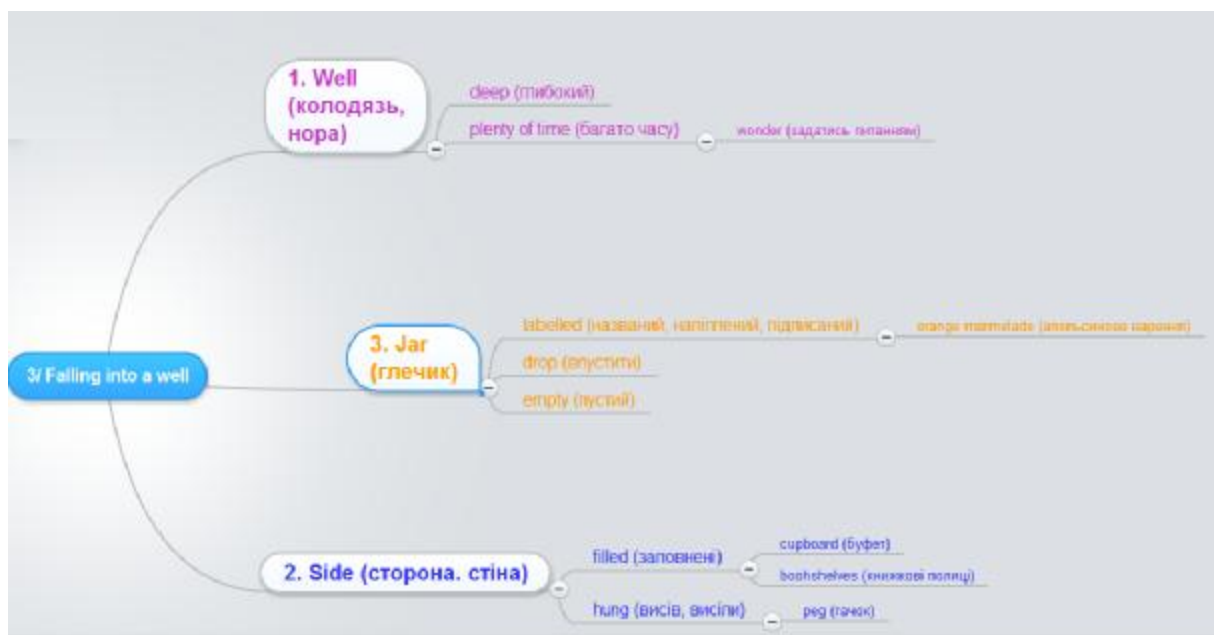 1. Well
(колодязь,
нора)
deep (глибокий)
plenty of time (багато часу)
wonder (задатись питанням)
3/ Falling into a well
3. Jar
(глечик)
labelled (названий, наліплений, підписаний)
orange marmelade (апельсинове варення)
drop (впустити)
empty (пустий)
2. Side (сторона. стіна)
filled (заповнені)
cupboard (буфет)
bookshelves (книжкові полиці)
hung (висів, висіли)
peg (гачок)